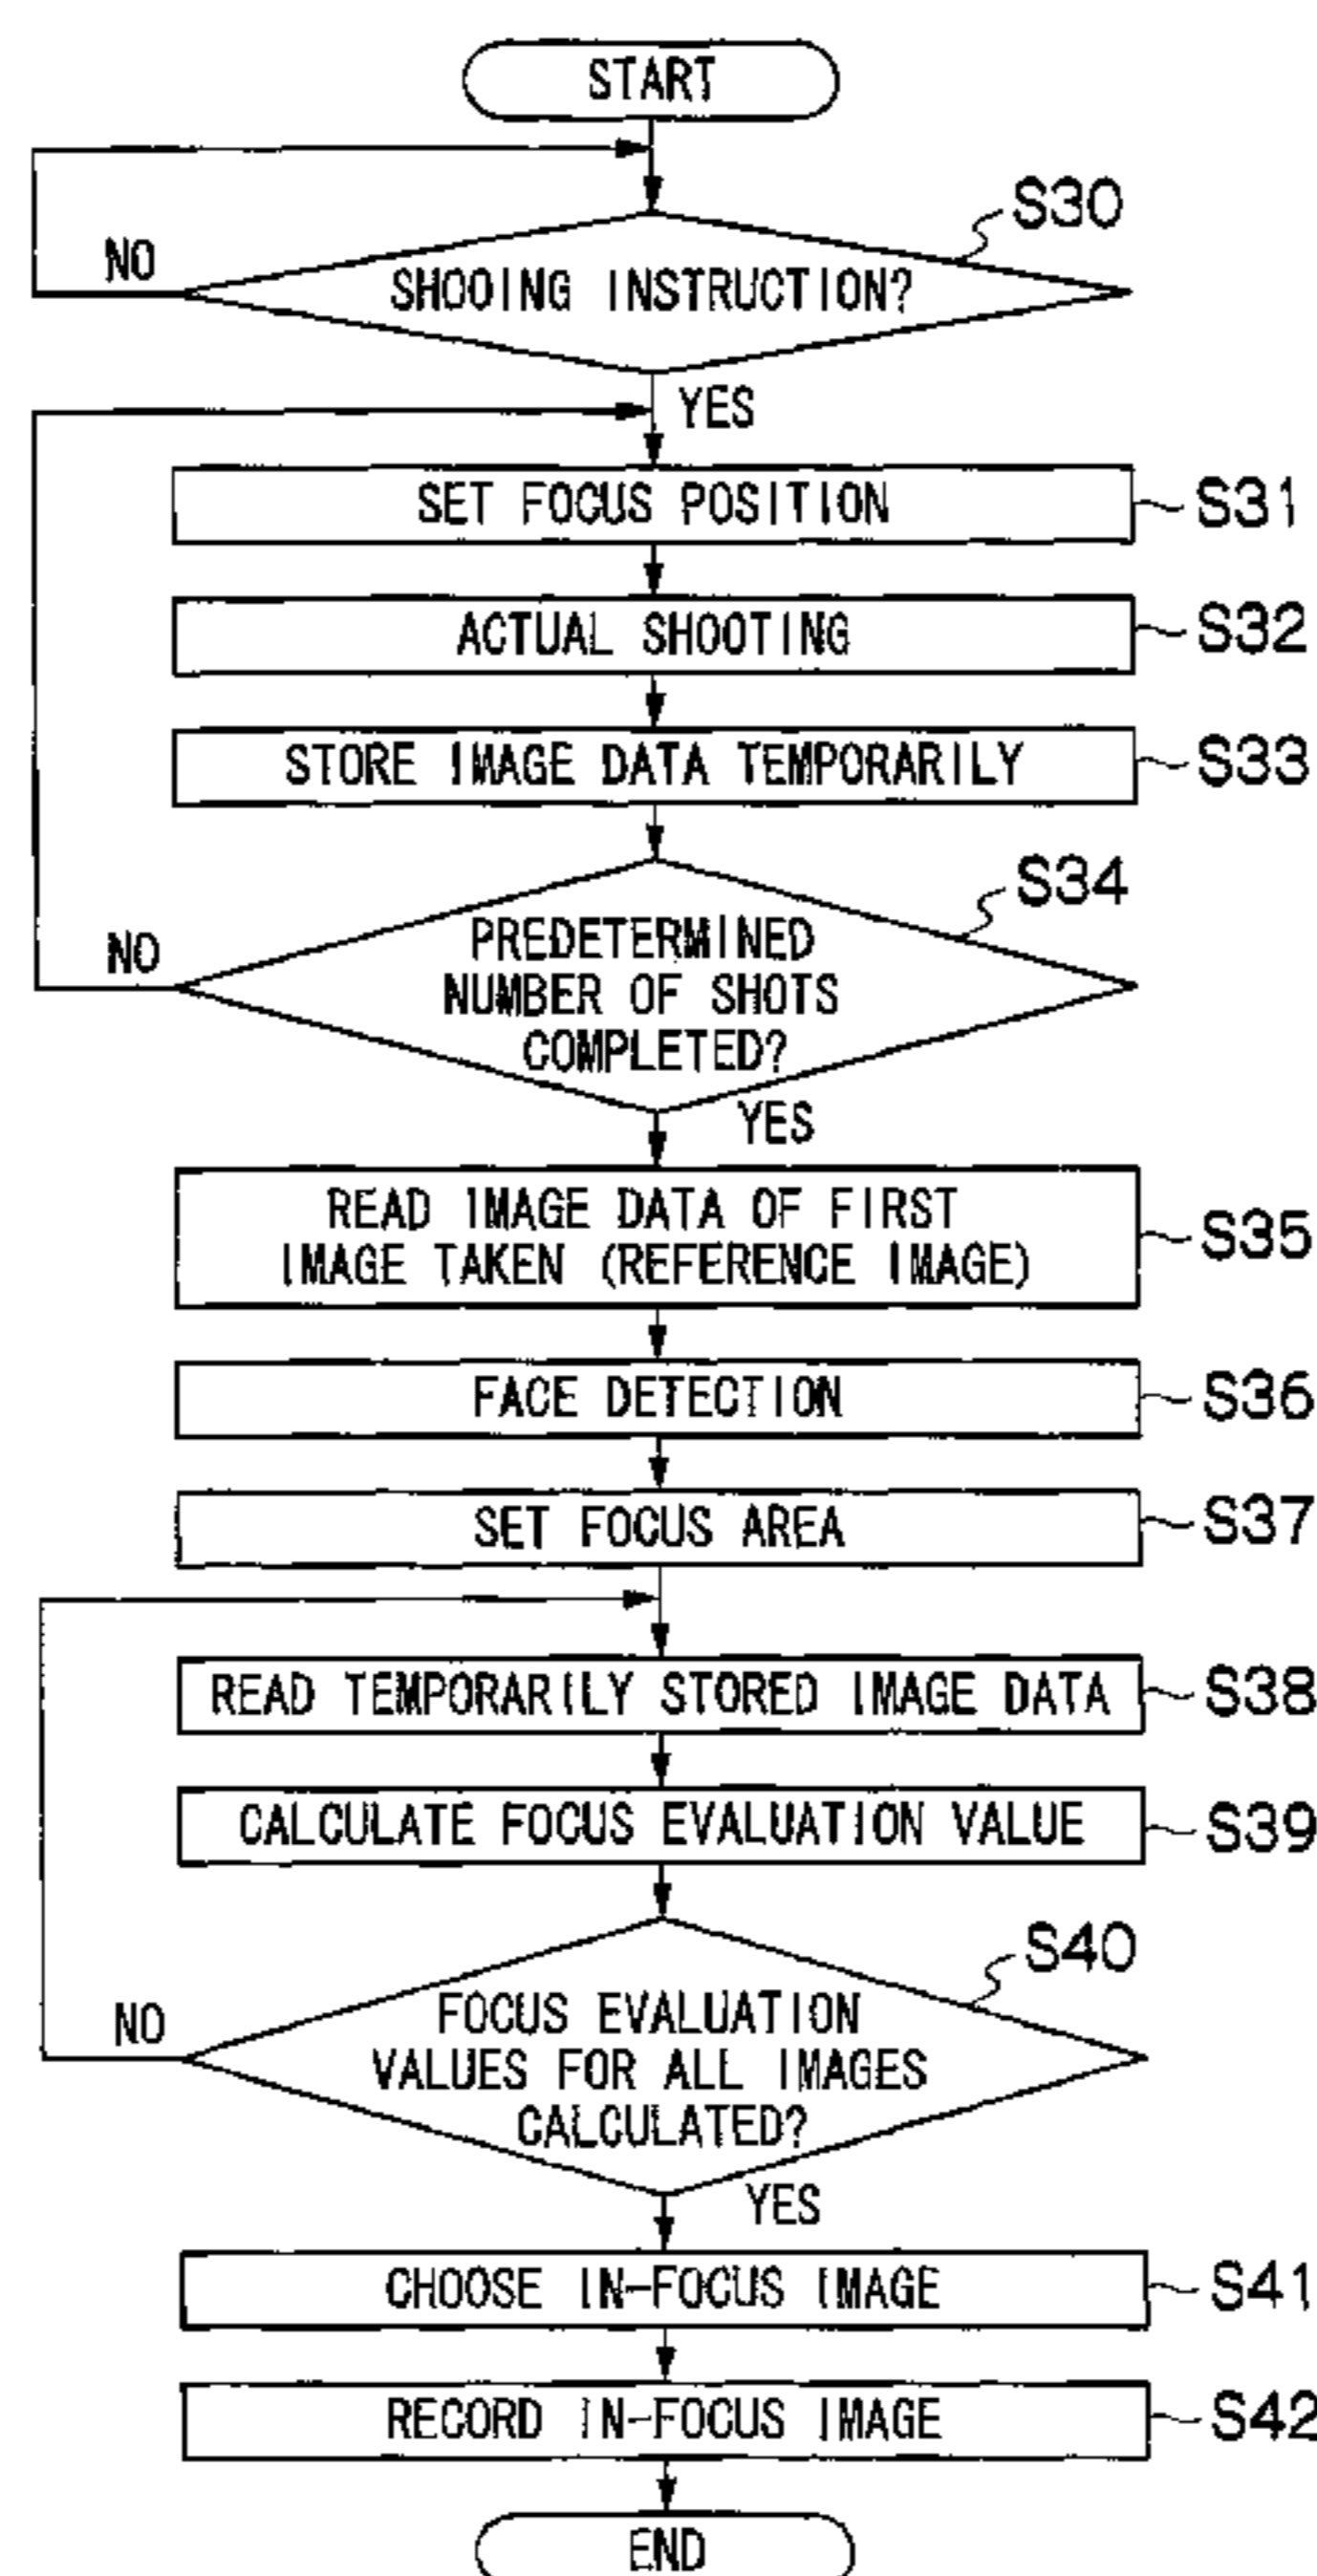 START
S30
NO
SHOOING INSTRUCTION?
YES
SET FOCUS POSITION
S31
ACTUAL SHOOTING
S32
STORE IMAGE DATA TEMPORARILY
S33
S34
NO
PREDETERMINED
NUMBER OF SHOTS
COMPLETED?
YES
READ IMAGE DATA OF FIRST
IMAGE TAKEN (REFERENCE IMAGE)
S35
FACE DETECTION
S36
SET FOCUS AREA
S37
READ TEMPORARILY STORED IMAGE DATA
S38
CALCULATE FOCUS EVALUATION VALUE
S39
S40
NO
FOCUS EVALUATION
VALUES FOR ALL IMAGES
CALCULATED?
YES
CHOOSE IN-FOCUS IMAGE
S41
RECORD IN-FOCUS IMAGE
S42
END